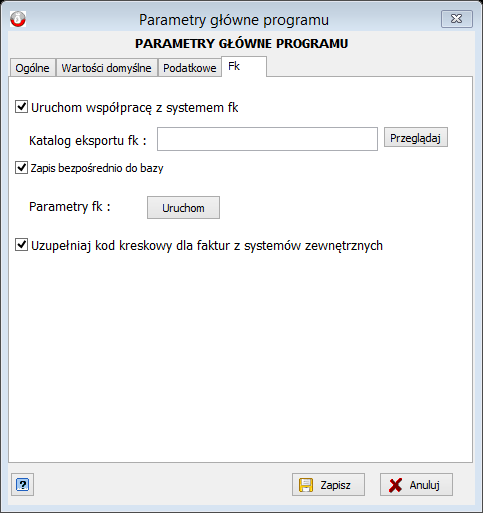 Parametry główne programu
PARAMETRY GŁÓWNE PROGRAMU
Ogólne Wartości domyślne Podatkowe Fk
Uruchom współpracę z systemem fk
Katalog eksportu fk : Przeglądaj
Zapis bezpośrednio do bazy
Parametry fk : Uruchom
Uzupełniaj kod kreskowy dla faktur z systemów zewnętrznych
? Zapisz Anuluj